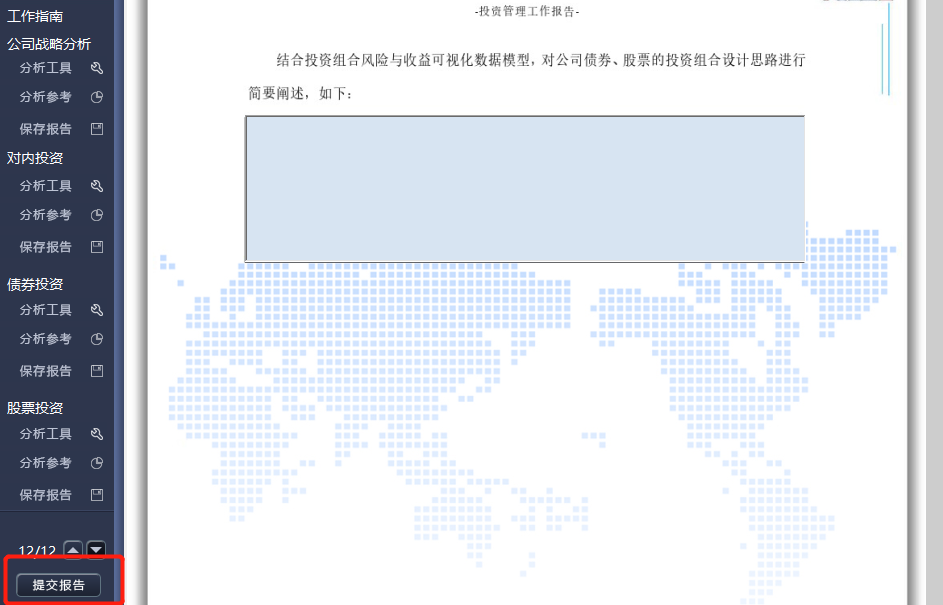 工作指南
公司战略分析
分析工具
分析参考
保存报告
对内投资
分析工具
分析参考
保存报告
债券投资
分析工具
分析参考
保存报告
股票投资
分析工具
分析参考
保存报告
12/12
提交报告
-投资管理工作报告-
结合投资组合风险与收益可视化数据模型，对公司债券、股票的投资组合设计思路进行
简要阐述，如下：